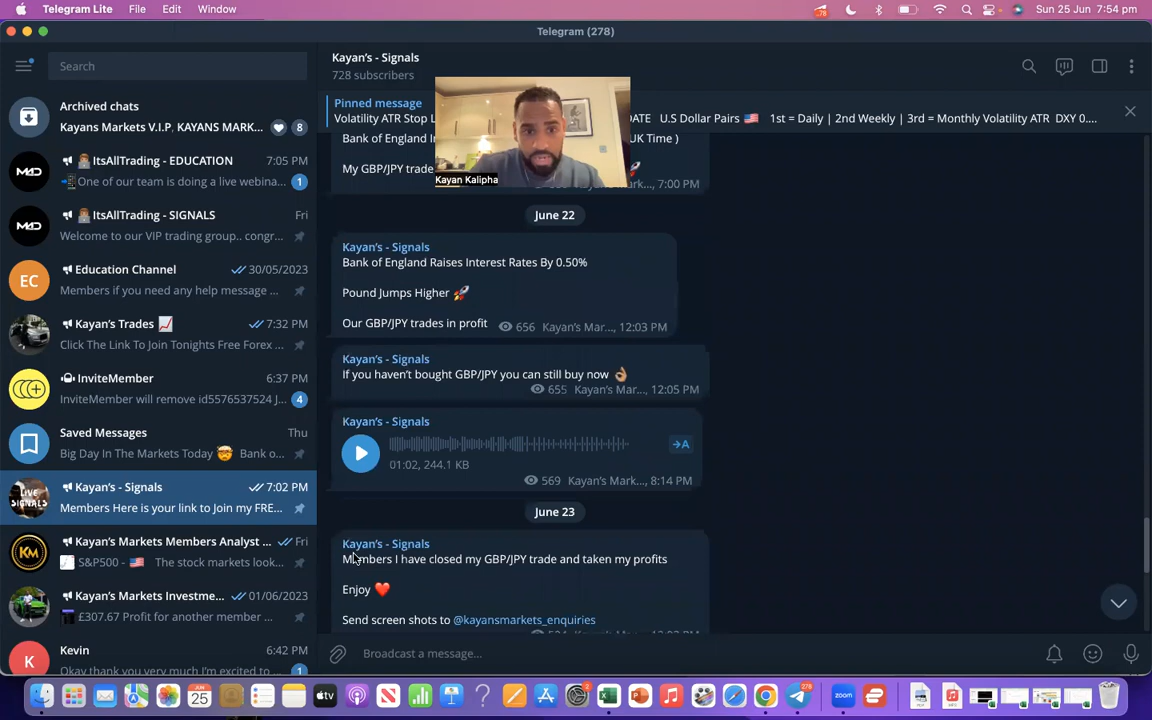 Telegram Lite File Edit Window
78
Sun 25 Jun 7:54 pm
Telegram (278)
Search
Archived chats
Kayans Markets V.I.P. KAYANS MARK... 8
ItsAllTrading - EDUCATION 7:05 PM
One of our team is doing a live webina... 1
ItsAllTrading - SIGNALS Fri
Welcome to our VIP trading group.. congr...
EC
Education Channel 30/05/2023
Members if you need any help message ...
Kayan's Trades 7:32 PM
Click The Link To Join Tonights Free Forex ...
InviteMember 6:37 PM
InviteMember will remove id5576537524 J... 4
Saved Messages Thu
Big Day In The Markets Today Bank o...
LIVE
SIGNALS
Kayan's - Signals 7:02 PM
Members Here is your link to Join my FRE...
KM
Kayan's Markets Members Analyst ... Fri
S&P500 - The stock markets look...
Kayan's Markets Investme... 01/06/2023
£307.67 Profit for another member ...
K
Kevin 6:42 PM
Okay thank you very much I'm excited to... 1
Kayan's - Signals
728 subscribers
Pinned message
Volatility ATR Stop L
DATE U.S Dollar Pairs 1st = Daily | 2nd Weekly | 3rd = Monthly Volatility ATR DXY 0....
Kayan Kalipha
Bank of England In
UK Time )
My GBP/JPY trade
7:00 PM
June 22
Kayan's - Signals
Bank of England Raises Interest Rates By 0.50%
Pound Jumps Higher
Our GBP/JPY trades in profit
656 Kayan's Mar..., 12:03 PM
Kayan's - Signals
If you haven't bought GBP/JPY you can still buy now
655 Kayan's Mar..., 12:05 PM
Kayan's - Signals
→A
01:02, 244.1 KB
569 Kayan's Mark..., 8:14 PM
June 23
Kayan's - Signals
Members I have closed my GBP/JPY trade and taken my profits
Enjoy
Send screen shots to @kayansmarkets_enquiries
Broadcast a message...
JUN
25
278
zoom